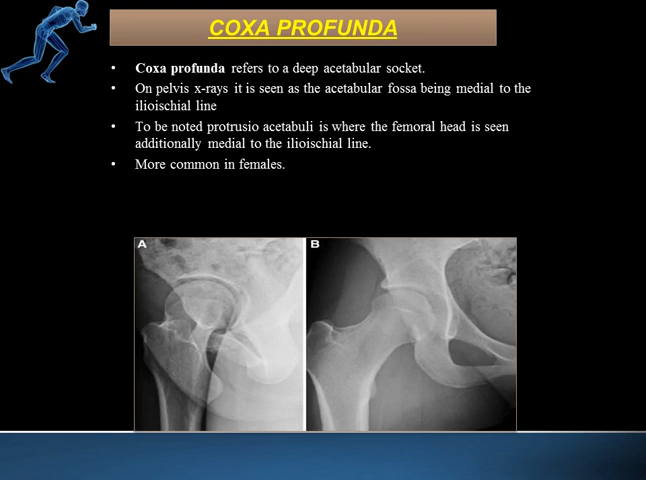 COXA PROFUNDA
• Coxa profunda refers to a deep acetabular socket.
• On pelvis x-rays it is seen as the acetabular fossa being medial to the
ilioischial line
• To be noted protrusio acetabuli is where the femoral head is seen
additionally medial to the ilioischial line.
• More common in females.
A
B